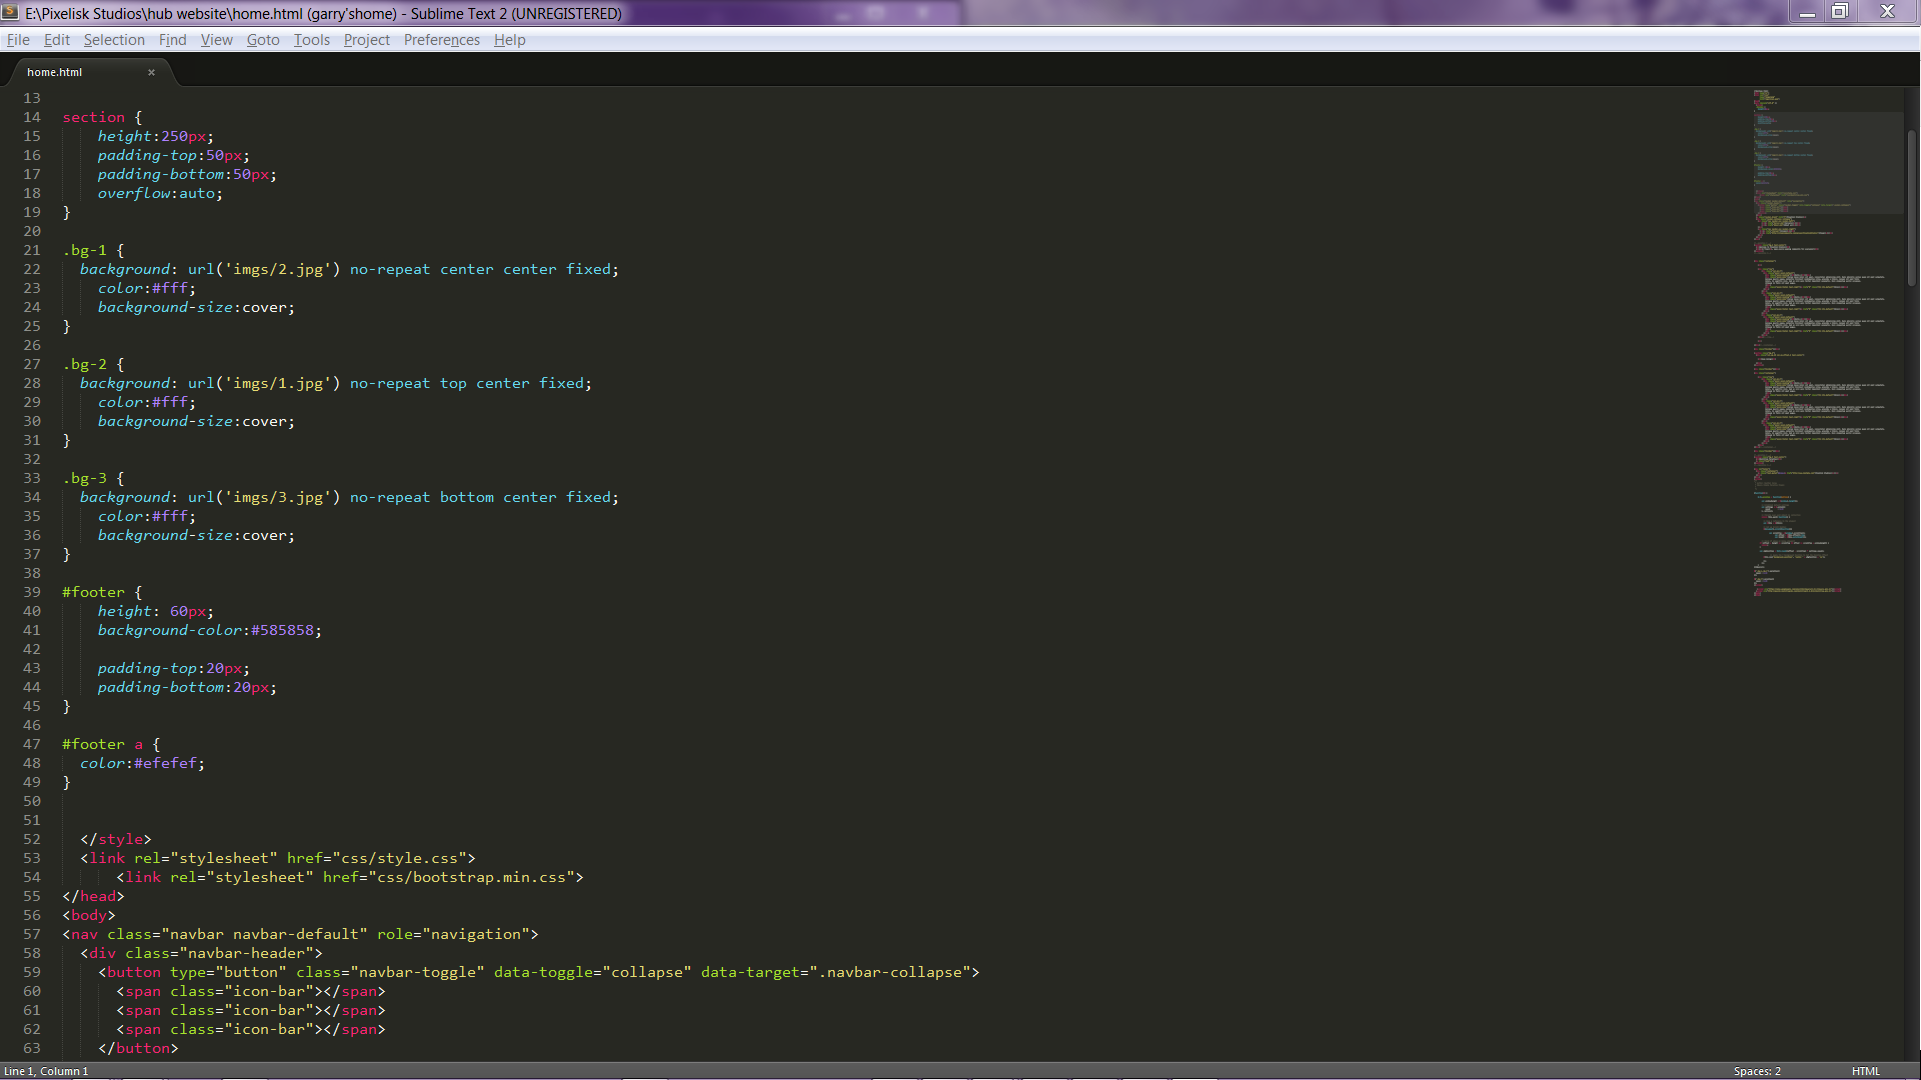 E:\Pixelisk Studios\hub website\home.html (garry'shome) - Sublime Text 2 (UNREGISTERED)
File Edit Selection Find View Goto Tools Project Preferences Help
home.html ×
13
14 section {
15 height:250px;
16 padding-top:50px;
17 padding-bottom:50px;
18 overflow:auto;
19 }
20
21 .bg-1 {
22 background: url('imgs/2.jpg') no-repeat center center fixed;
23 color:#fff;
24 background-size:cover;
25 }
26
27 .bg-2 {
28 background: url('imgs/1.jpg') no-repeat top center fixed;
29 color:#fff;
30 background-size:cover;
31 }
32
33 .bg-3 {
34 background: url('imgs/3.jpg') no-repeat bottom center fixed;
35 color:#fff;
36 background-size:cover;
37 }
38
39 #footer {
40 height: 60px;
41 background-color:#585858;
42
43 padding-top:20px;
44 padding-bottom:20px;
45 }
46
47 #footer a {
48 color:#efefef;
49 }
50
51
52 </style>
53 <link rel="stylesheet" href="css/style.css">
54 <link rel="stylesheet" href="css/bootstrap.min.css">
55 </head>
56 <body>
57 <nav class="navbar navbar-default" role="navigation">
58 <div class="navbar-header">
59 <button type="button" class="navbar-toggle" data-toggle="collapse" data-target=".navbar-collapse">
60 <span class="icon-bar"></span>
61 <span class="icon-bar"></span>
62 <span class="icon-bar"></span>
63 </button>
Line 1, Column 1 Spaces: 2 HTML